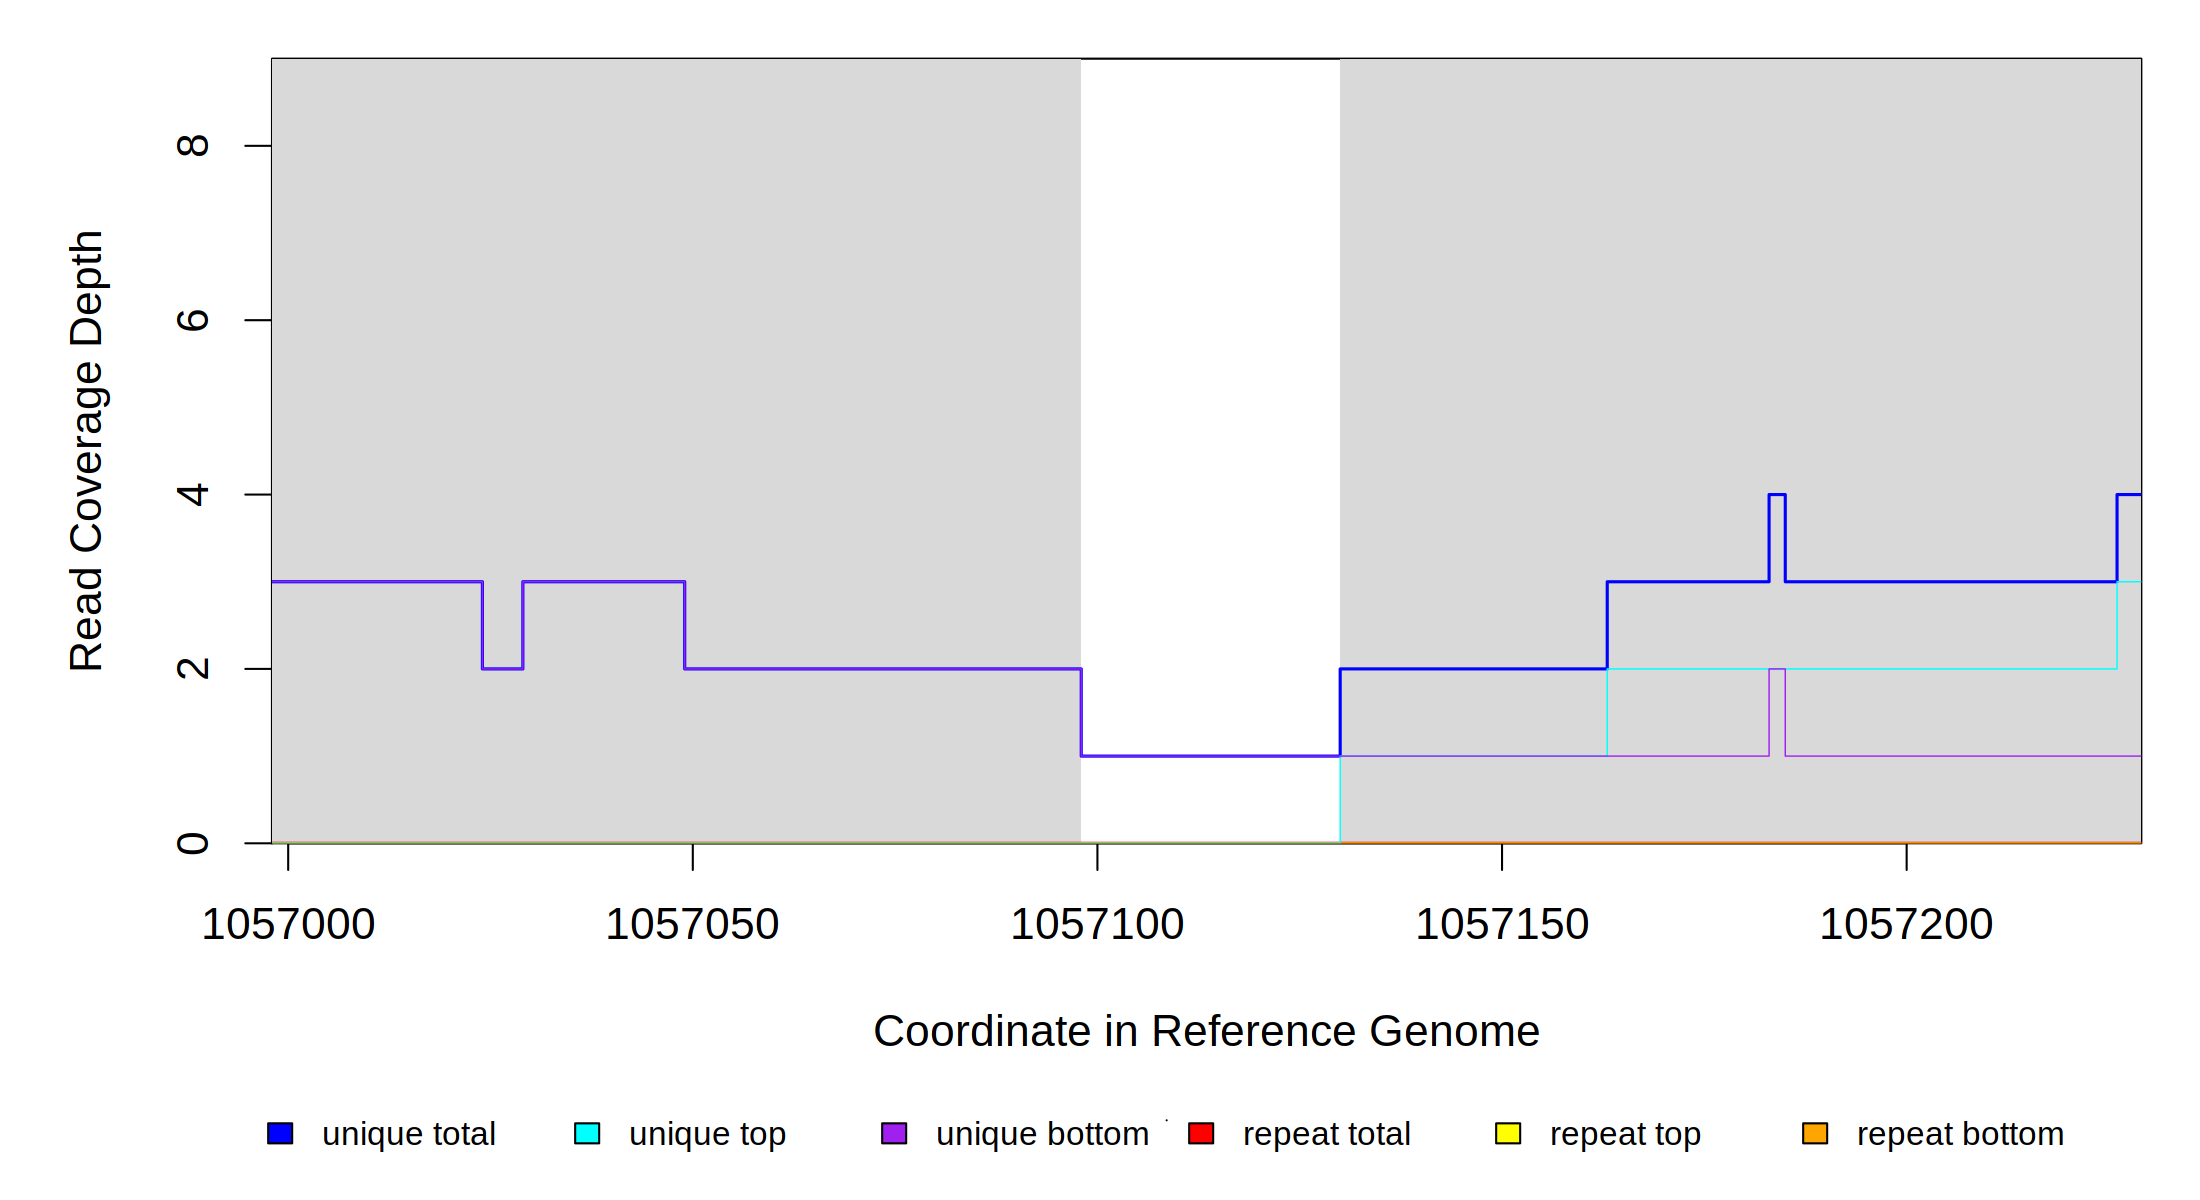 8
6
4
2
0
Read Coverage Depth
1057000 1057050 1057100 1057150 1057200
Coordinate in Reference Genome
unique total unique top unique bottom repeat total repeat top repeat bottom